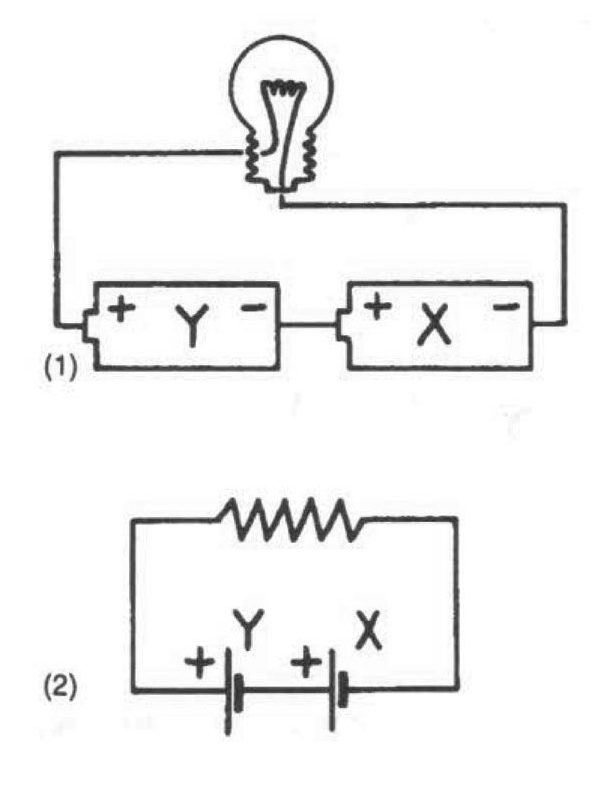 + Y − + X −
(1)
Y X
+ +
(2)